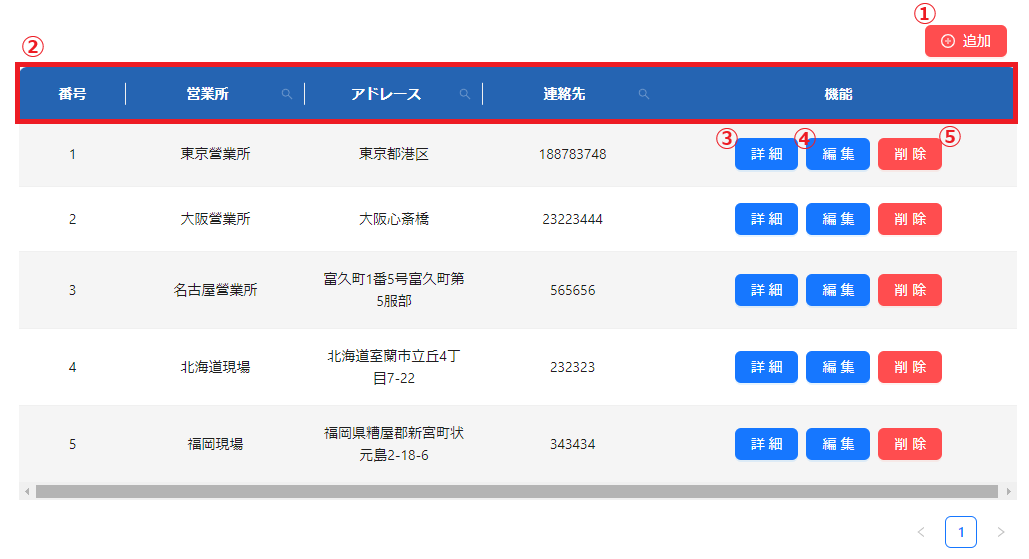 ①
追加
②
番号 営業所 アドレース 連絡先 機能
③ ④ ⑤
1 東京営業所 東京都港区 188783748 詳 細 編 集 削 除
2 大阪営業所 大阪心斎橋 23223444 詳 細 編 集 削 除
3 名古屋営業所 富久町1番5号富久町第
5服部 565656 詳 細 編 集 削 除
4 北海道現場 北海道室蘭市立丘4丁
目7-22 232323 詳 細 編 集 削 除
5 福岡現場 福岡県糟屋郡新宮町状
元島2-18-6 343434 詳 細 編 集 削 除
1